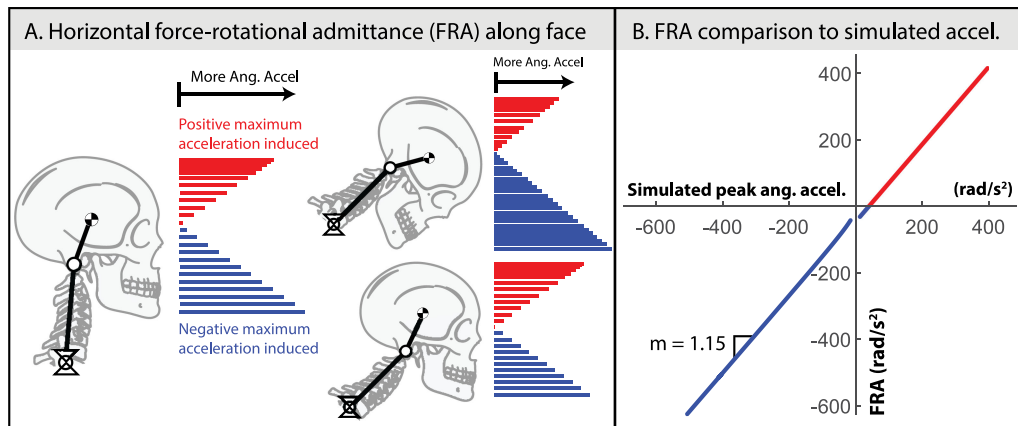 A. Horizontal force-rotational admittance (FRA) along face
More Ang. Accel
Positive maximum
acceleration induced
Negative maximum
acceleration induced
More Ang. Accel
B. FRA comparison to simulated accel.
400
200
Simulated peak ang. accel.
(rad/s²)
-600
-400
-200
200
400
-200
-400
-600
m = 1.15
FRA (rad/s²)